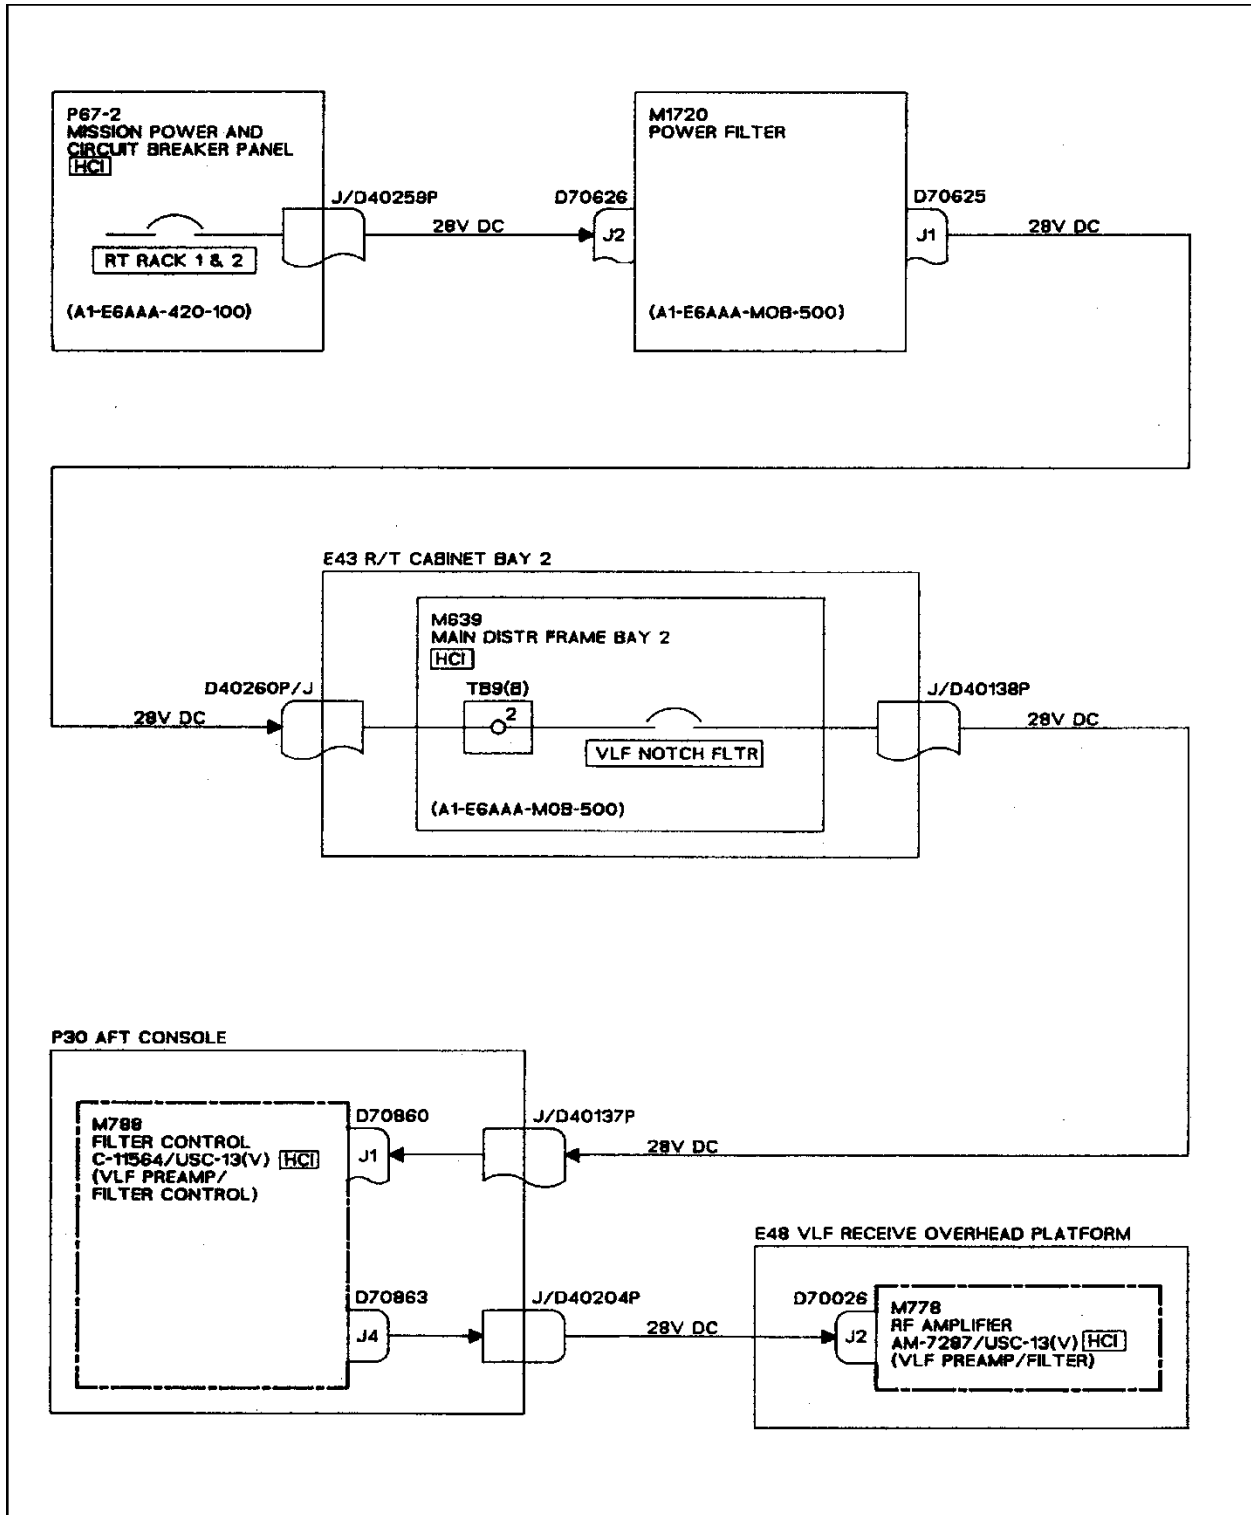 P67-2
MISSION POWER AND
CIRCUIT BREAKER PANEL
HCI
J/D40258P
28V DC
RT RACK 1 & 2
(A1-E6AAA-420-100)
M1720
POWER FILTER
D70626
J2
D70625
J1
28V DC
(A1-E6AAA-MOB-500)
E43 R/T CABINET BAY 2
M639
MAIN DISTR FRAME BAY 2
HCI
D40260P/J
28V DC
TB9(B)
2
VLF NOTCH FLTR
J/D40138P
28V DC
(A1-E6AAA-MOB-500)
P30 AFT CONSOLE
M788
FILTER CONTROL
C-11564/USC-13(V) HCI
(VLF PREAMP/
FILTER CONTROL)
D70860
J1
J/D40137P
28V DC
D70863
J4
J/D40204P
28V DC
E48 VLF RECEIVE OVERHEAD PLATFORM
D70026
J2
M778
RF AMPLIFIER
AM-7287/USC-13(V) HCI
(VLF PREAMP/FILTER)